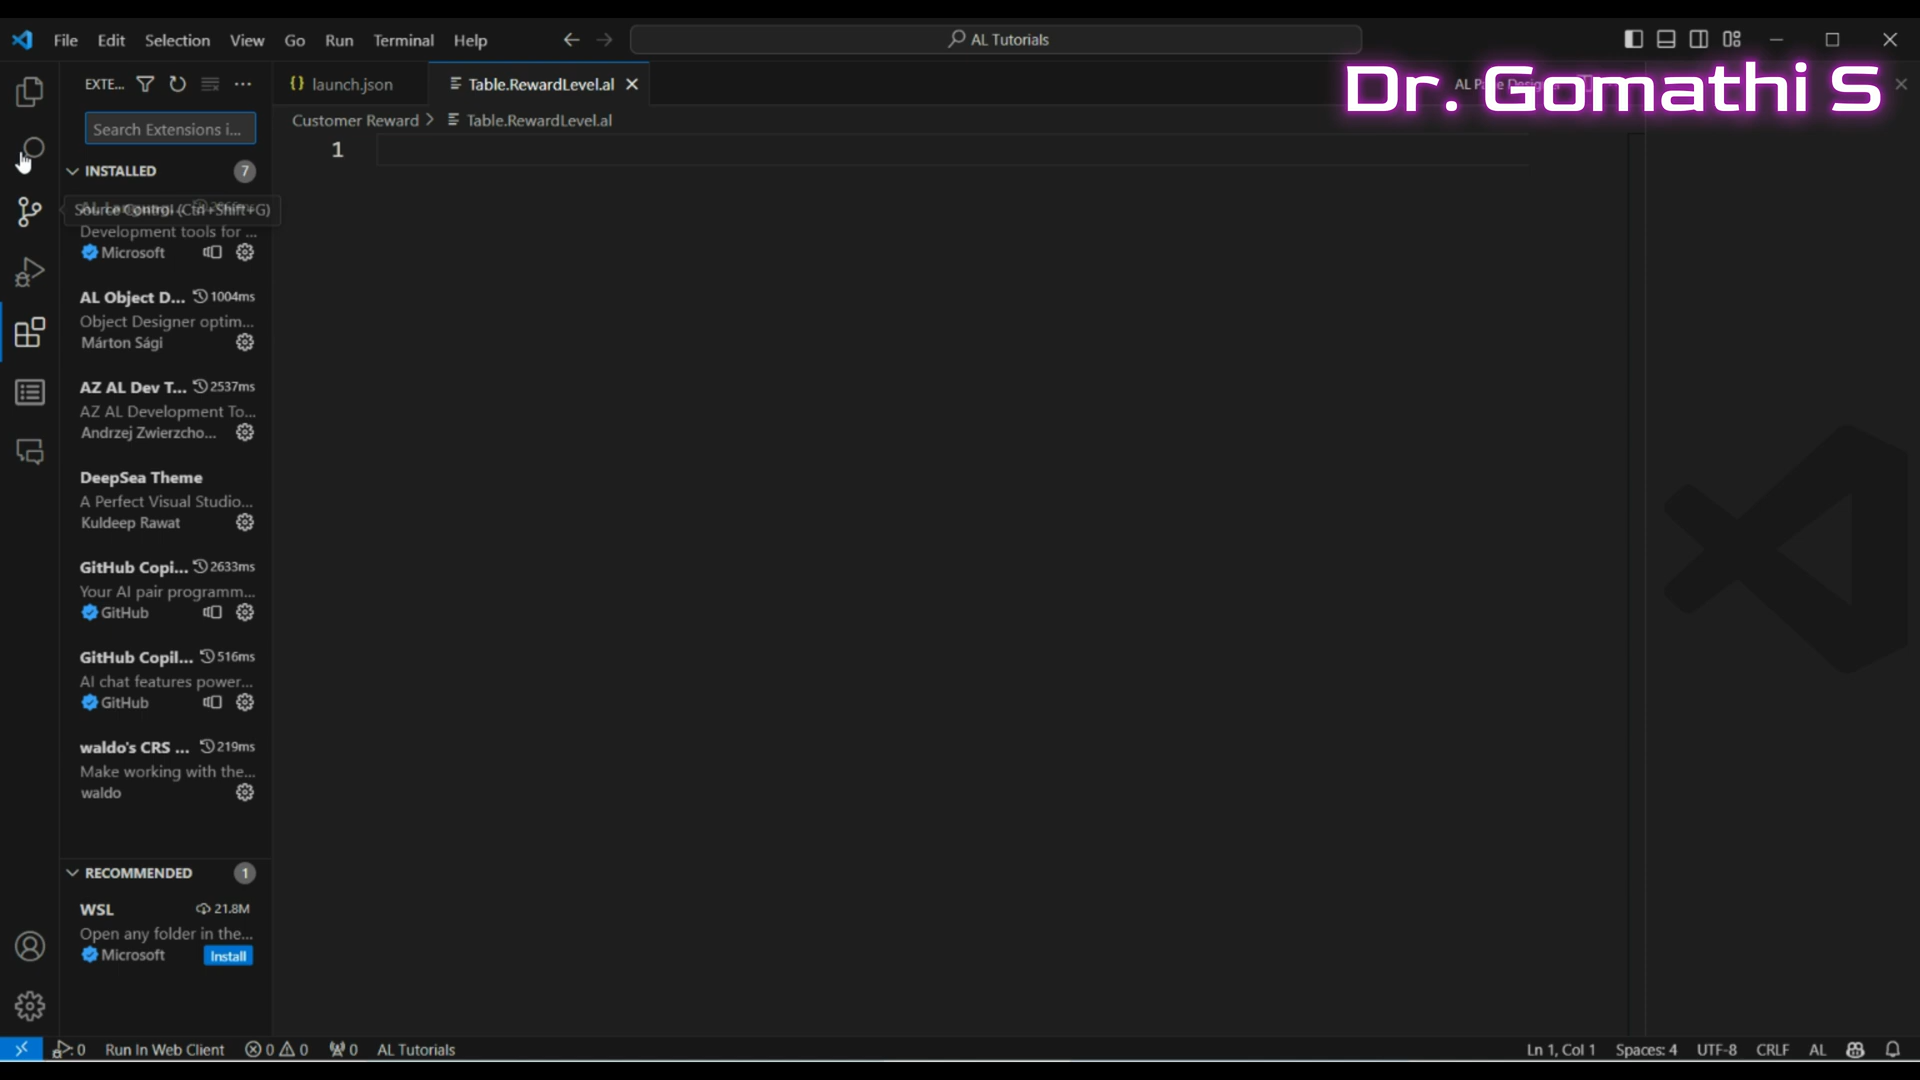 File Edit Selection View Go Run Terminal Help
AL Tutorials
Dr. Gomathi S
EXTE...
launch.json
Table.RewardLevel.al
Search Extensions i...
Customer Reward > Table.RewardLevel.al
1
INSTALLED 7
Source Control (Ctrl+Shift+G)
Development tools for ...
Microsoft
AL Object D... 1004ms
Object Designer optim...
Márton Sági
AZ AL Dev T... 2537ms
AZ AL Development To...
Andrzej Zwierzcho...
DeepSea Theme
A Perfect Visual Studio...
Kuldeep Rawat
GitHub Copi... 2633ms
Your AI pair programm...
GitHub
GitHub Copil... 516ms
AI chat features power...
GitHub
waldo's CRS ... 219ms
Make working with the...
waldo
RECOMMENDED 1
WSL 21.8M
Open any folder in the...
Microsoft Install
0 Run In Web Client 0 0 0 AL Tutorials
Ln 1, Col 1 Spaces: 4 UTF-8 CRLF AL